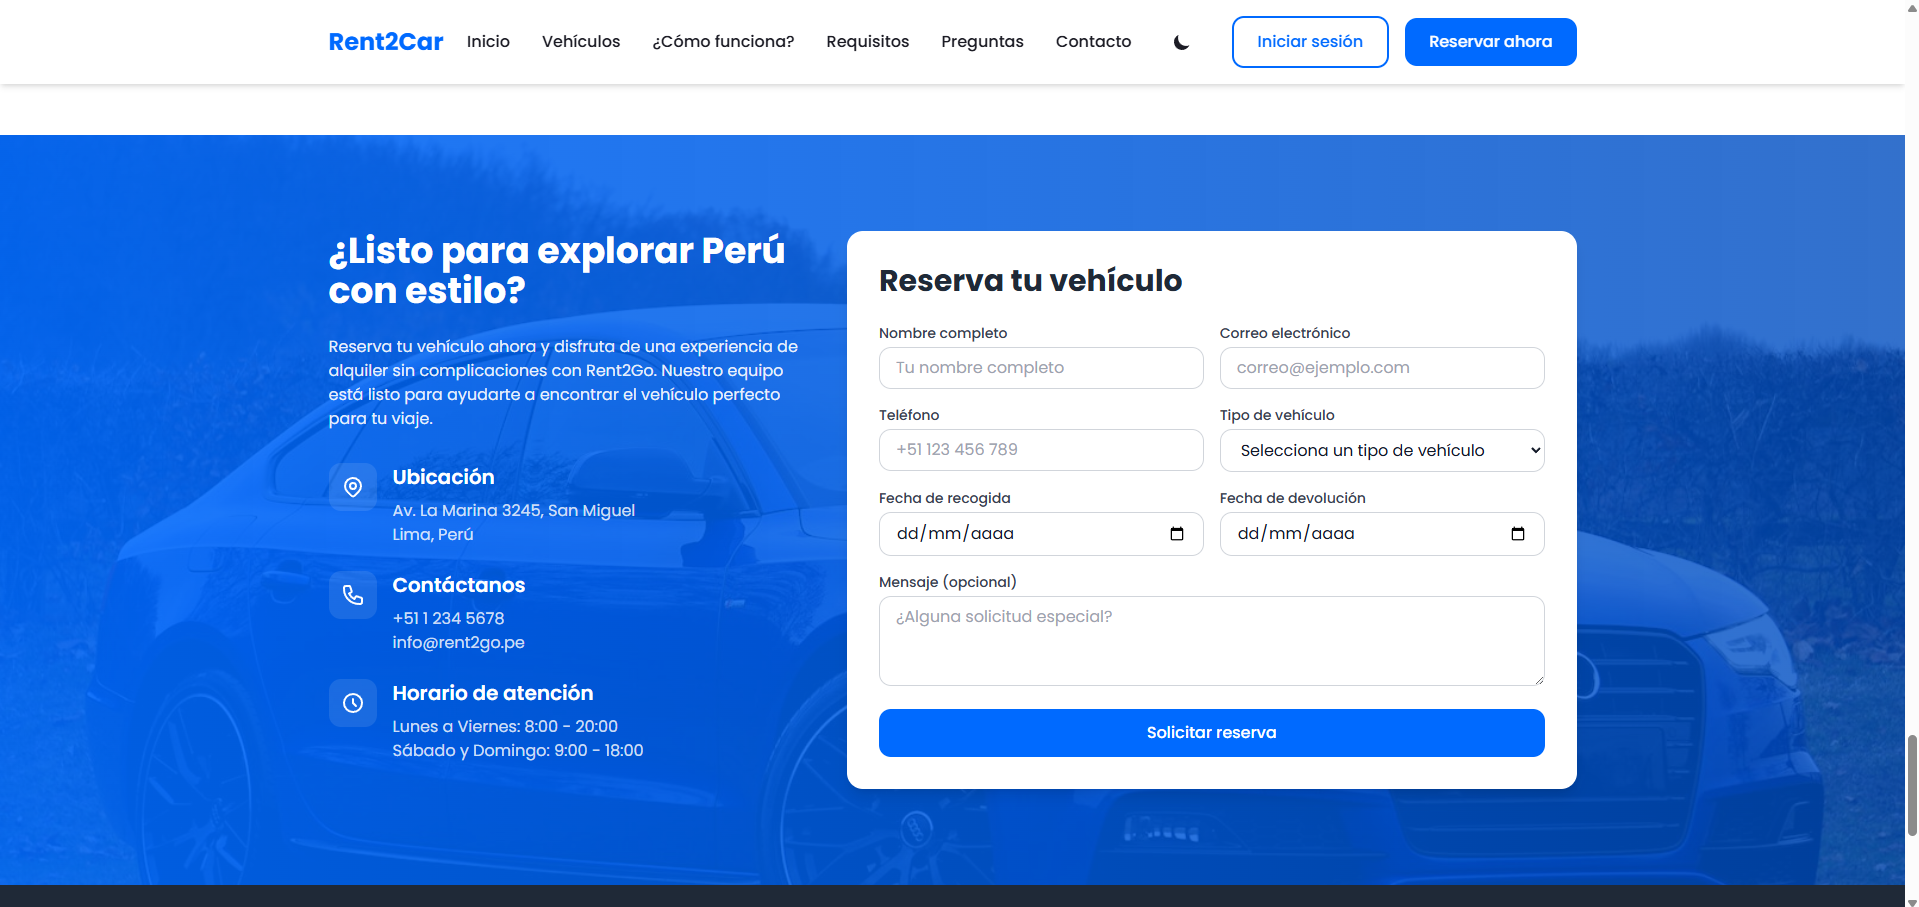 Rent2Car
Inicio
Vehículos
¿Cómo funciona?
Requisitos
Preguntas
Contacto
Iniciar sesión
Reservar ahora
¿Listo para explorar Perú
con estilo?
Reserva tu vehículo ahora y disfruta de una experiencia de
alquiler sin complicaciones con Rent2Go. Nuestro equipo
está listo para ayudarte a encontrar el vehículo perfecto
para tu viaje.
Ubicación
Av. La Marina 3245, San Miguel
Lima, Perú
Contáctanos
+51 1 234 5678
info@rent2go.pe
Horario de atención
Lunes a Viernes: 8:00 - 20:00
Sábado y Domingo: 9:00 - 18:00
Reserva tu vehículo
Nombre completo
Tu nombre completo
Correo electrónico
correo@ejemplo.com
Teléfono
+51 123 456 789
Tipo de vehículo
Selecciona un tipo de vehículo
Fecha de recogida
dd/mm/aaaa
Fecha de devolución
dd/mm/aaaa
Mensaje (opcional)
¿Alguna solicitud especial?
Solicitar reserva